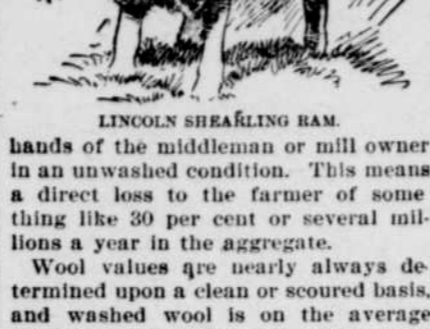 LINCOLN SHEARLING RAM.
hands of the middleman or mill owner
in an unwashed condition. This means
a direct loss to the farmer of some
thing like 30 per cent or several mil-
lions a year in the aggregate.
Wool values are nearly always de-
termined upon a clean or scoured basis,
and washed wool is on the average